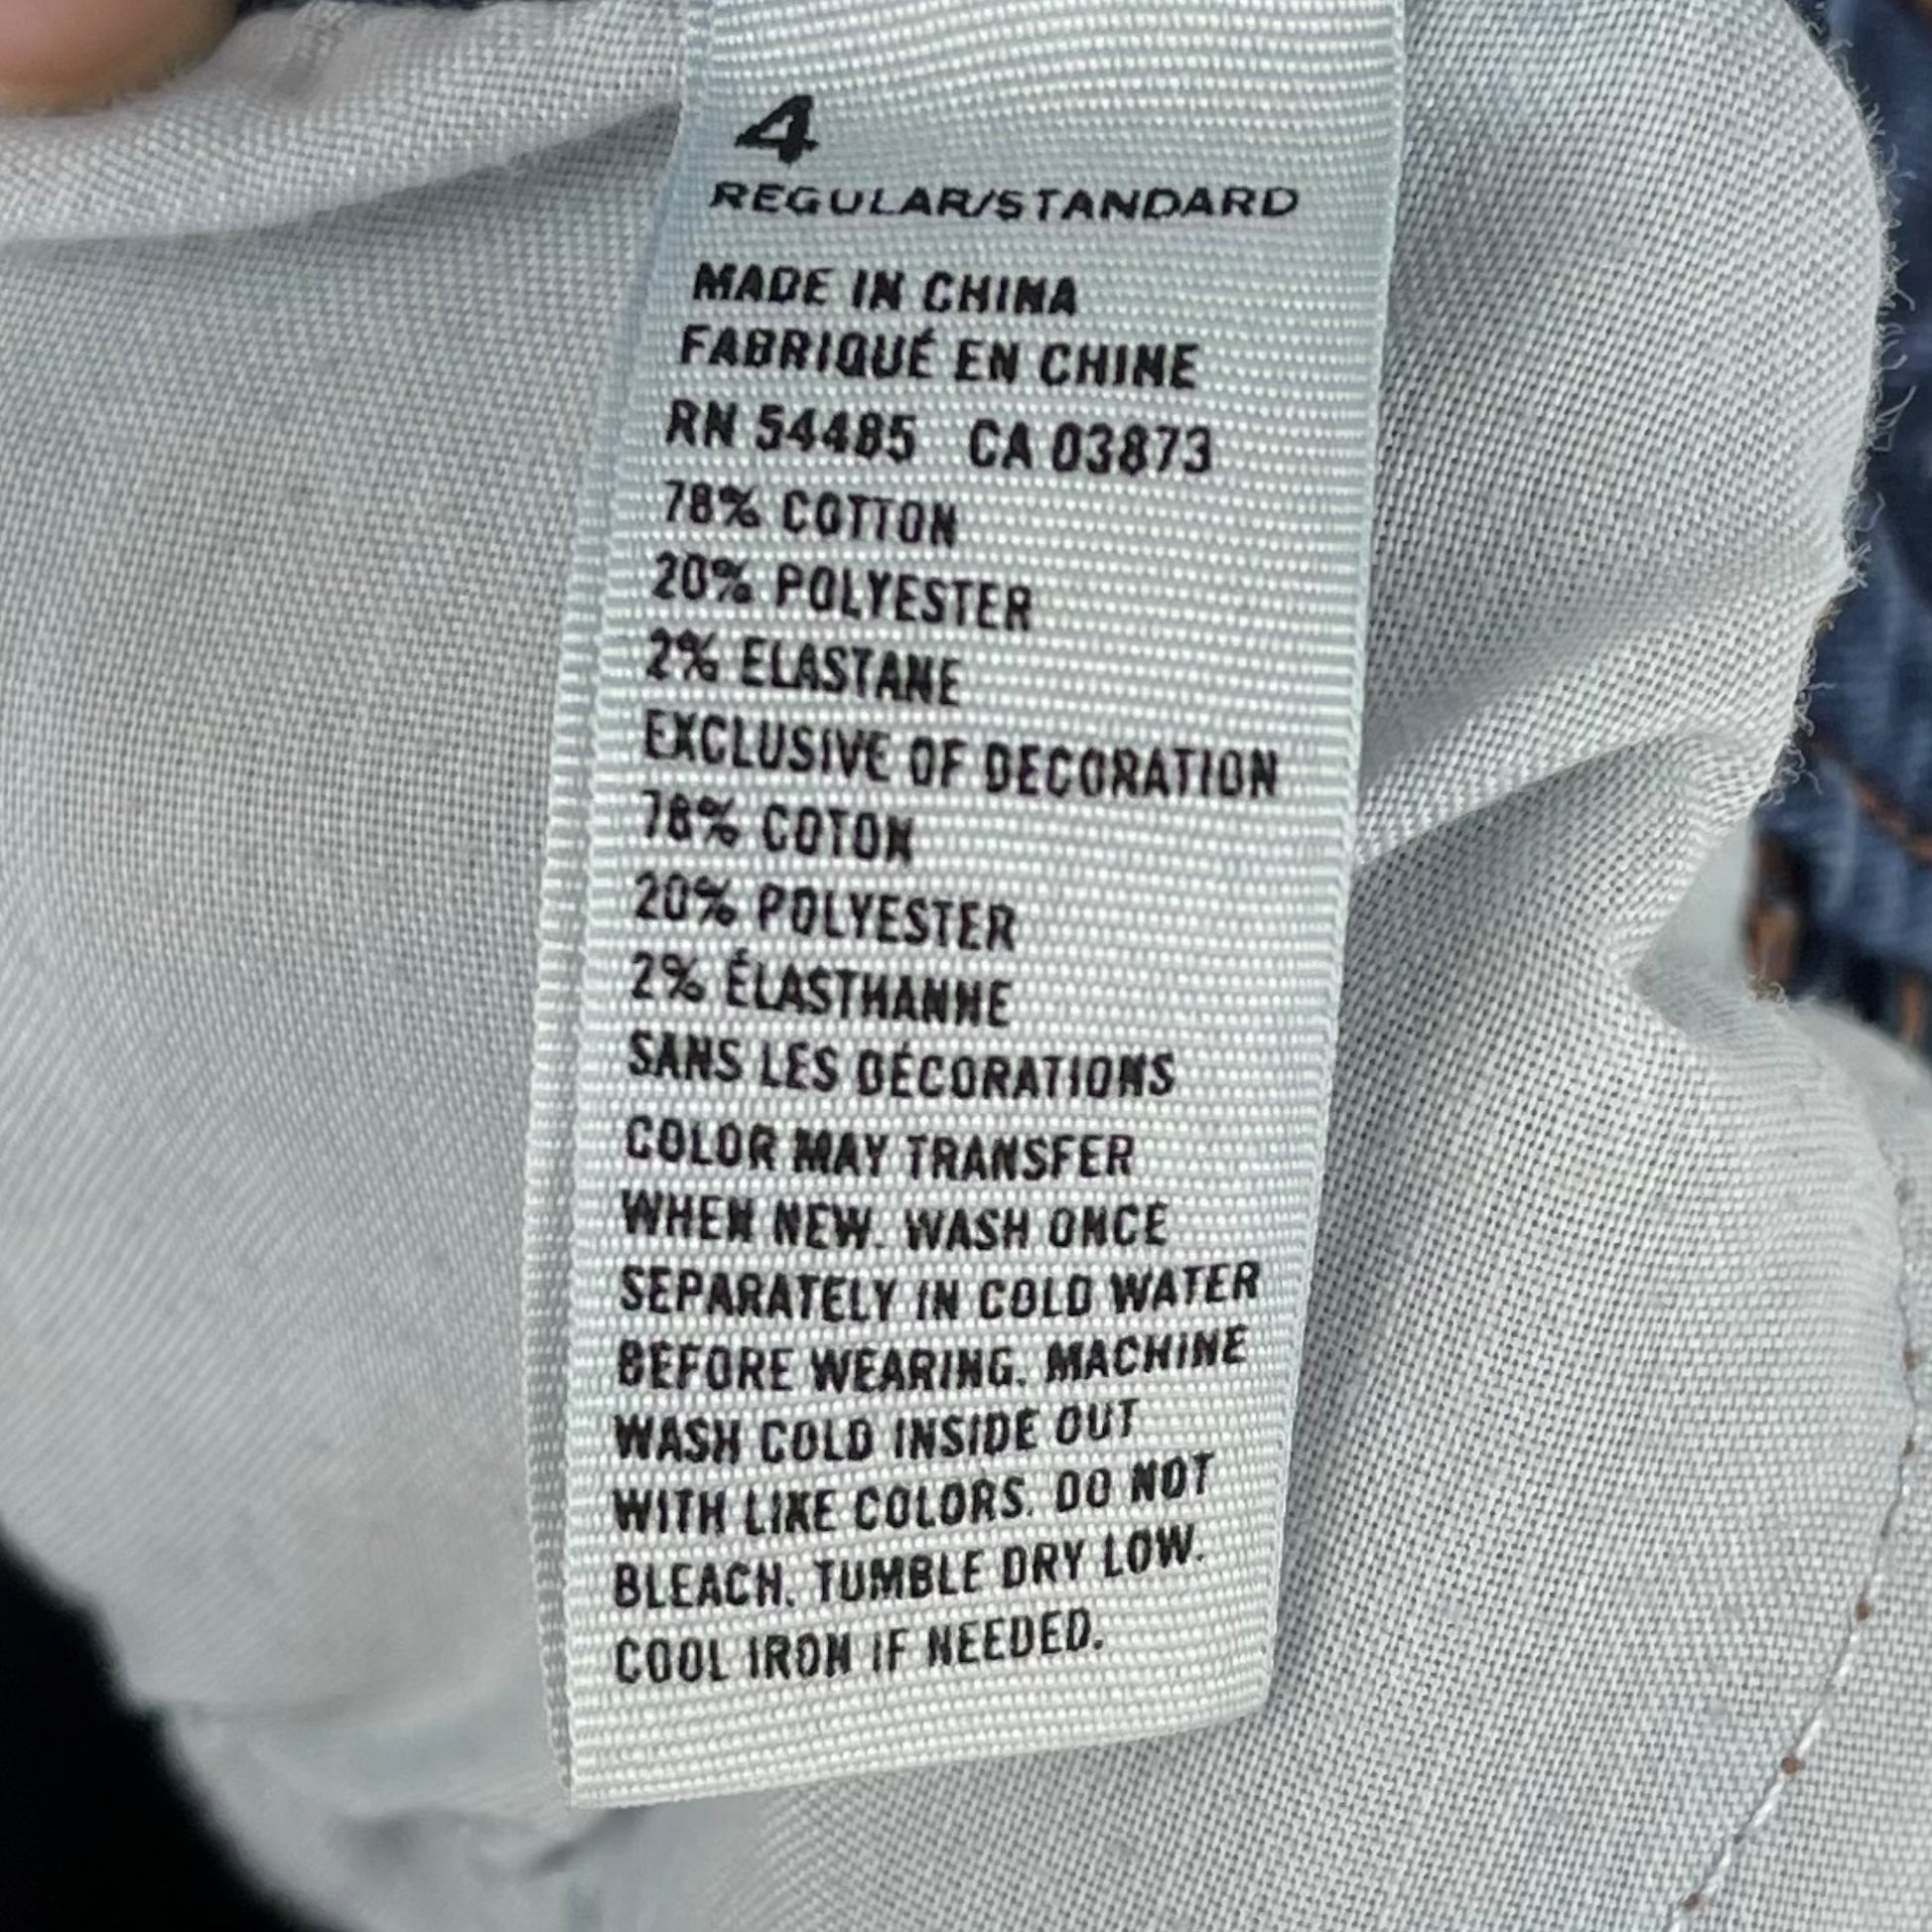 4
REGULAR/STANDARD
MADE IN CHINA
FABRIQUÉ EN CHINE
RN 54485 CA 03873
78% COTTON
20% POLYESTER
2% ELASTANE
EXCLUSIVE OF DECORATION
78% COTON
20% POLYESTER
2% ÉLASTHANNE
SANS LES DÉCORATIONS
COLOR MAY TRANSFER
WHEN NEW. WASH ONCE
SEPARATELY IN COLD WATER
BEFORE WEARING. MACHINE
WASH COLD INSIDE OUT
WITH LIKE COLORS. DO NOT
BLEACH. TUMBLE DRY LOW.
COOL IRON IF NEEDED.